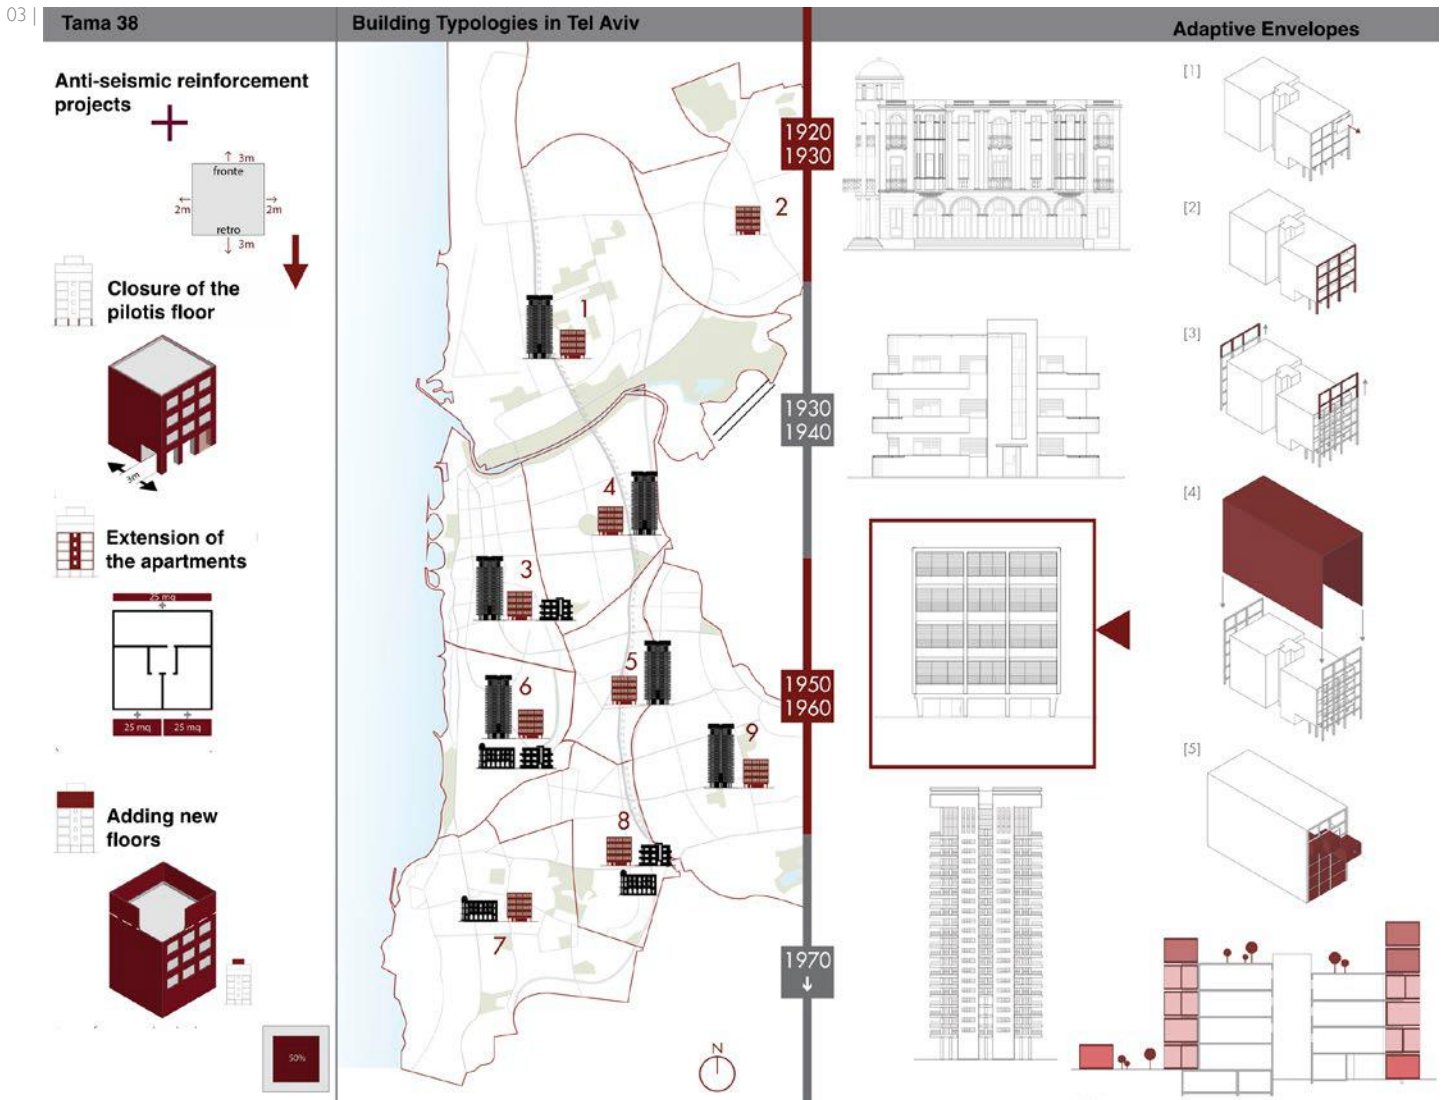 03 |
Tama 38
Building Typologies in Tel Aviv
Adaptive Envelopes
Anti-seismic reinforcement
projects
3m
fronte
2m
2m
retro
3m
Closure of the
pilotis floor
3m
Extension of
the apartments
25 mq
25 mq
25 mq
Adding new
floors
50%
2
1
4
3
5
6
9
8
7
N
1920
1930
1930
1940
1950
1960
1970
[1]
[2]
[3]
[4]
[5]